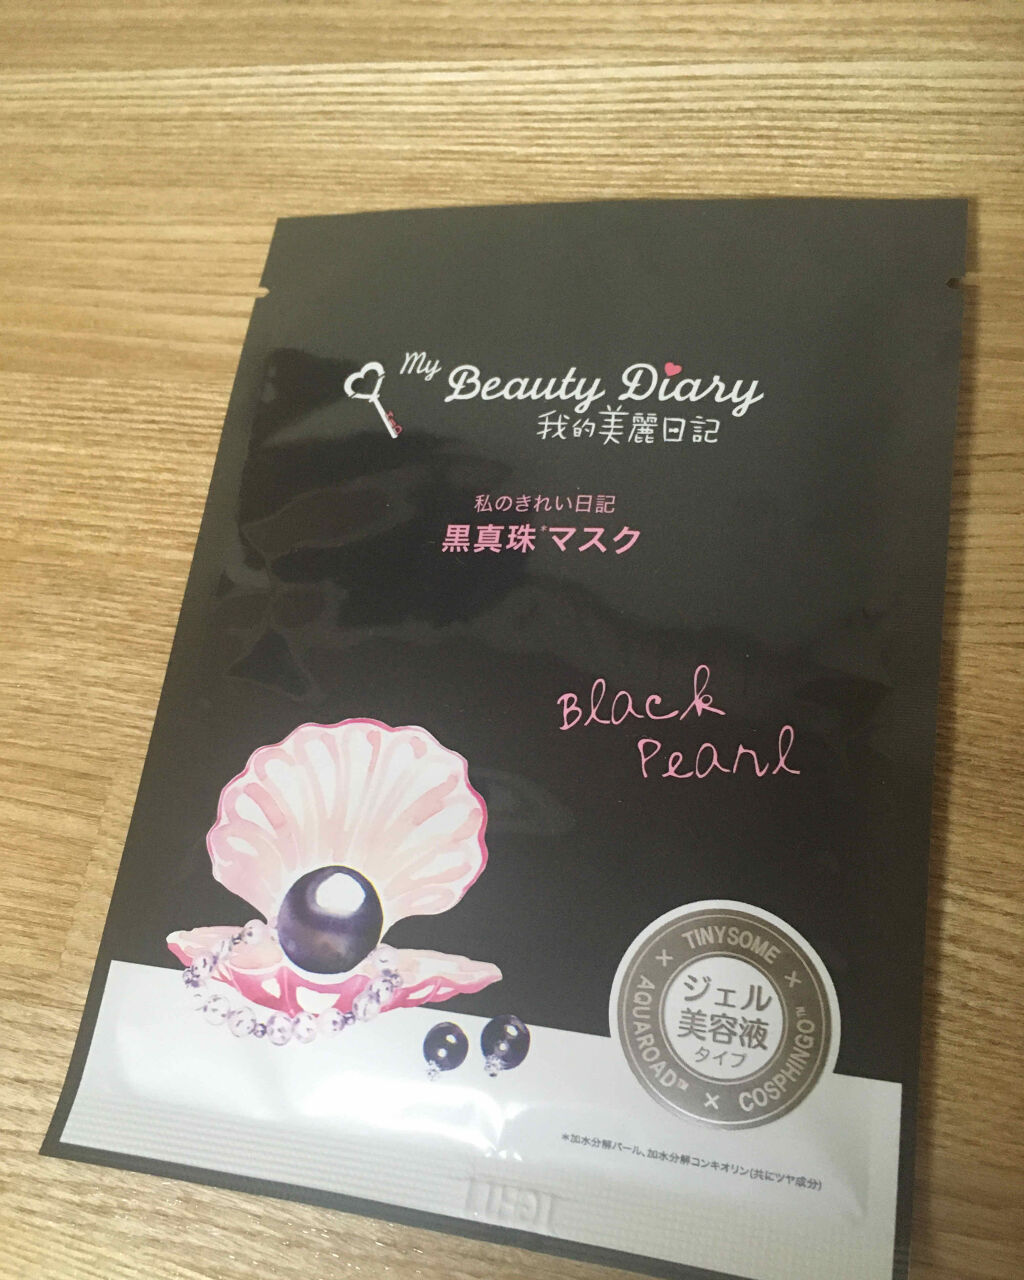 My Beauty Diary
我的美麗日記
私のきれい日記
黒真珠*マスク
Black
Pearl
TINYSOME × COSPHINGO™ × AQUAROAD™ ×
ジェル
美容液
タイプ
*加水分解パール、加水分解コンキオリン(共にツヤ成分)